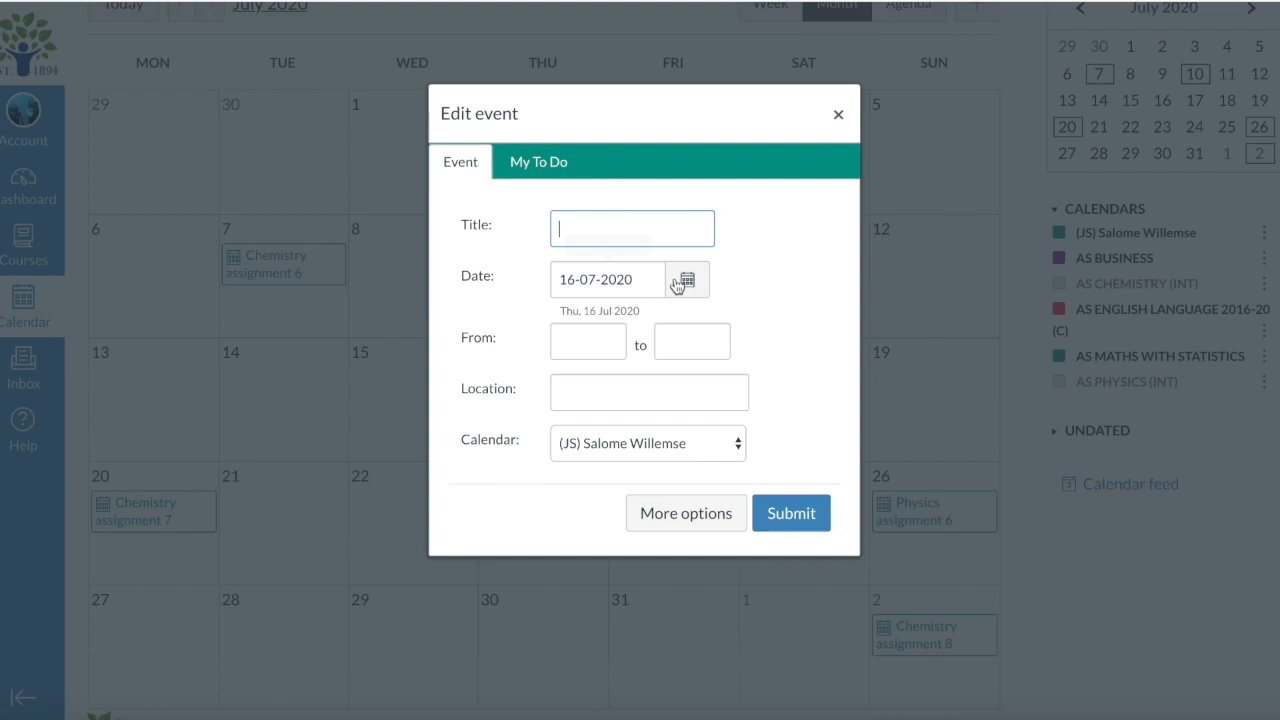 Today
July 2020
Week
Month
Agenda
+
July 2020
EST. 1894
MON TUE WED THU FRI SAT SUN
29 30 1 2 3 4 5
6 7 8 9 10 11 12
13 14 15 16 17 18 19
20 21 22 23 24 25 26
27 28 29 30 31 1 2
Account
Dashboard
Courses
Calendar
Inbox
Help
29 30 1 5
6 7 8 12
Chemistry
assignment 6
13 14 15 19
20 21 22 26
Chemistry
assignment 7
Physics
assignment 6
27 28 29 30 31 1 2
Chemistry
assignment 8
Edit event
×
Event
My To Do
Title:
Date:
16-07-2020
Thu, 16 Jul 2020
From:
to
Location:
Calendar:
(JS) Salome Willemse
More options
Submit
CALENDARS
(JS) Salome Willemse
AS BUSINESS
AS CHEMISTRY (INT)
AS ENGLISH LANGUAGE 2016-20
(C)
AS MATHS WITH STATISTICS
AS PHYSICS (INT)
UNDATED
Calendar feed